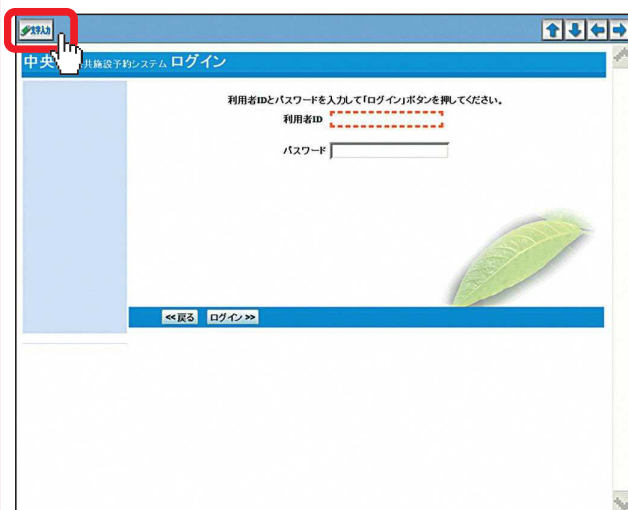 文字入力
中央 共施設予約システム ログイン
利用者IDとパスワードを入力して「ログイン」ボタンを押してください。
利用者ID
パスワード
≪戻る ログイン≫